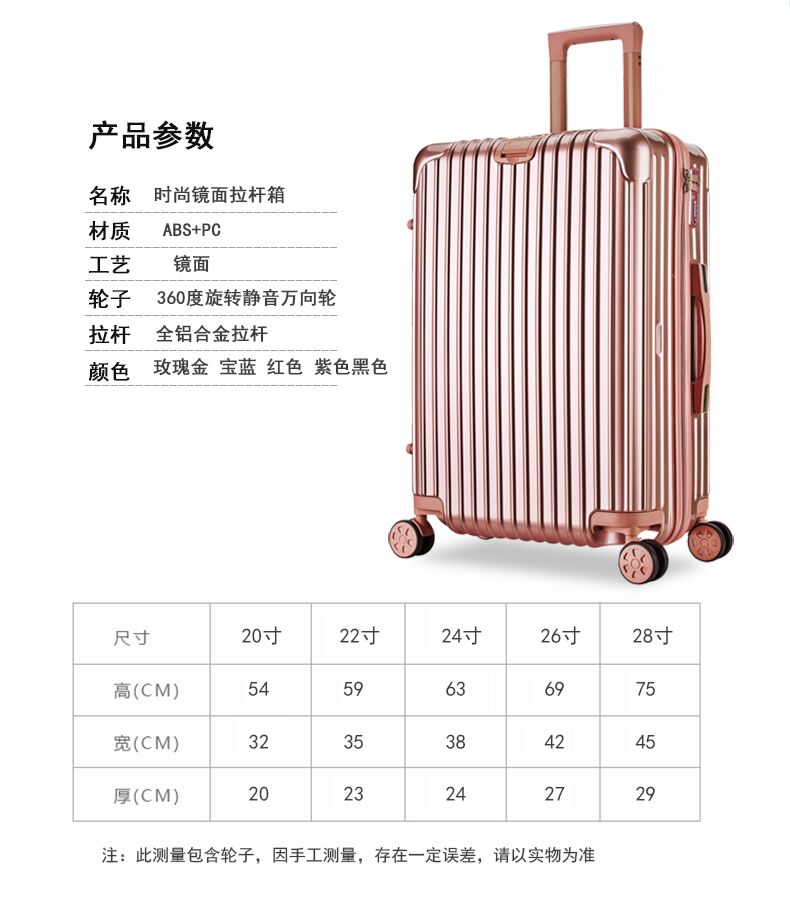 产品参数
名称 时尚镜面拉杆箱
材质 ABS+PC
工艺 镜面
轮子 360度旋转静音万向轮
拉杆 全铝合金拉杆
颜色 玫瑰金 宝蓝 红色 紫色黑色
尺寸 20寸 22寸 24寸 26寸 28寸
高(CM) 54 59 63 69 75
宽(CM) 32 35 38 42 45
厚(CM) 20 23 24 27 29
注：此测量包含轮子，因手工测量，存在一定误差，请以实物为准